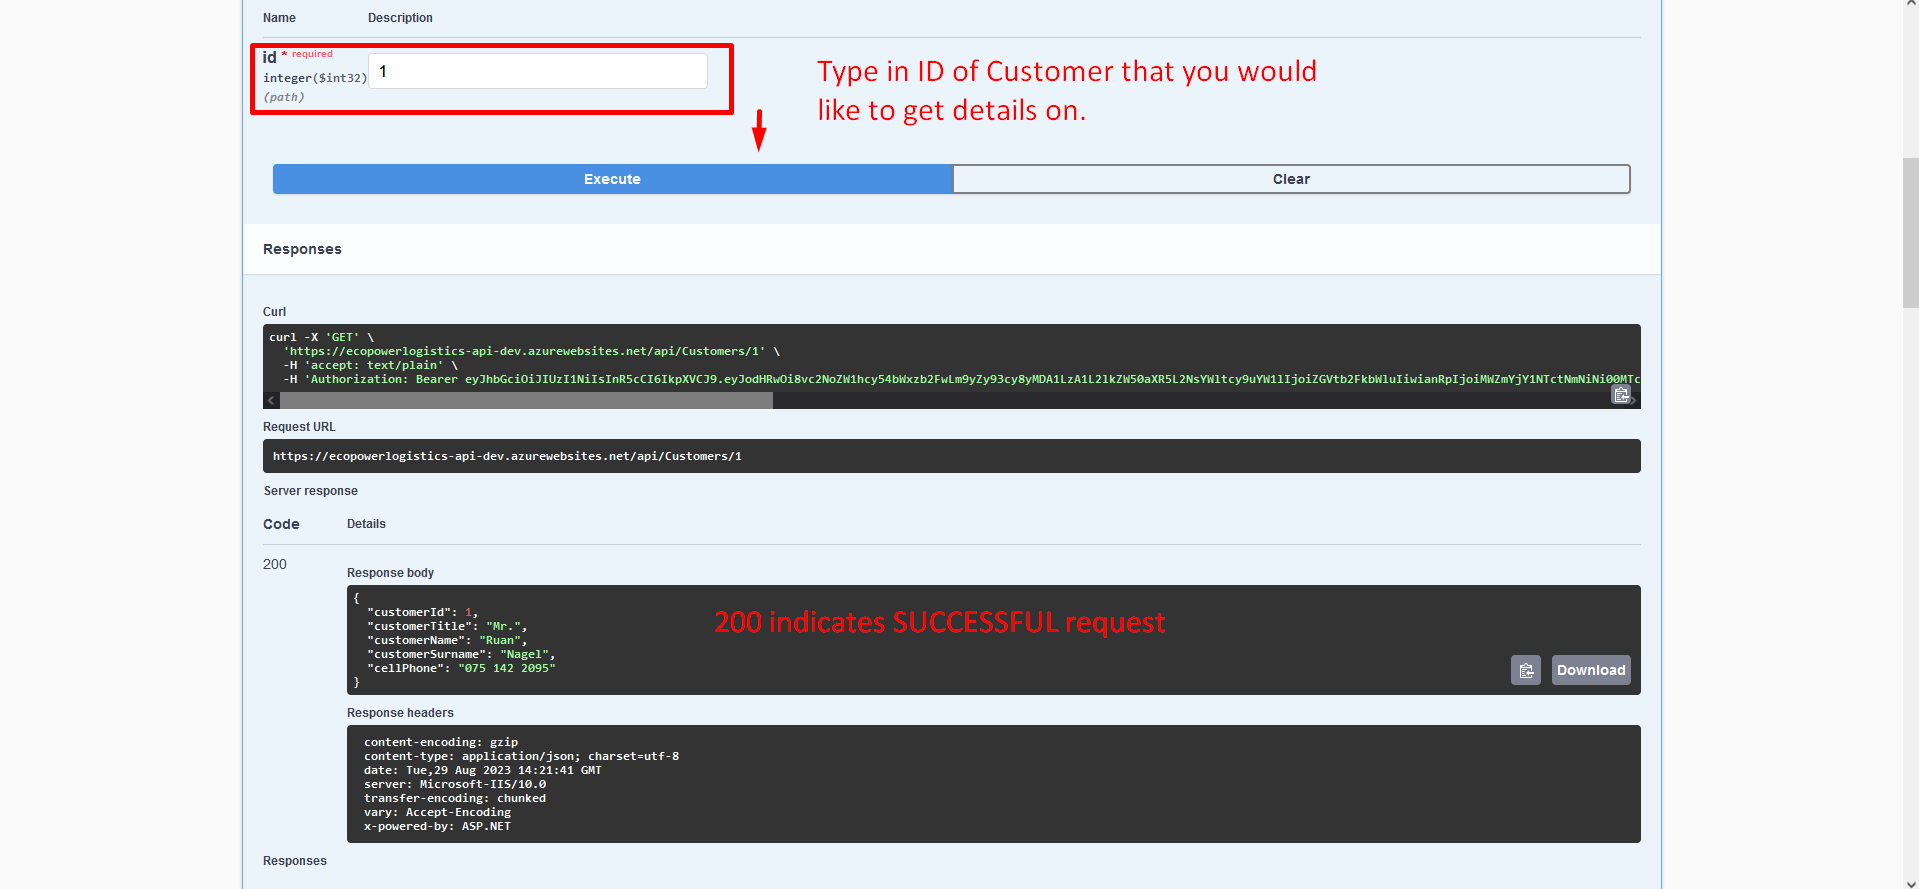 Name Description
id * required
integer($int32)
(path)
1
Type in ID of Customer that you would
like to get details on.
Execute Clear
Responses
Curl
curl -X 'GET' \
'https://ecopowerlogistics-api-dev.azurewebsites.net/api/Customers/1' \
-H 'accept: text/plain' \
-H 'Authorization: Bearer eyJhbGciOiJIUzI1NiIsInR5cCI6IkpXVCJ9.eyJodHRwOi8vc2NoZW1hcy54bWxzb2FwLm9yZy93cy8yMDA1LzA1L2lkZW50aXR5L2NsYWltcy9uYW1lIjoiZGVtb2FkbWluIiwianRpIjoiMWZmYjY1NTctNmNiNi00MTc
Request URL
https://ecopowerlogistics-api-dev.azurewebsites.net/api/Customers/1
Server response
Code Details
200
Response body
{
"customerId": 1,
"customerTitle": "Mr.",
"customerName": "Ruan",
"customerSurname": "Nagel",
"cellPhone": "075 142 2095"
}
200 indicates SUCCESSFUL request
Download
Response headers
content-encoding: gzip
content-type: application/json; charset=utf-8
date: Tue,29 Aug 2023 14:21:41 GMT
server: Microsoft-IIS/10.0
transfer-encoding: chunked
vary: Accept-Encoding
x-powered-by: ASP.NET
Responses